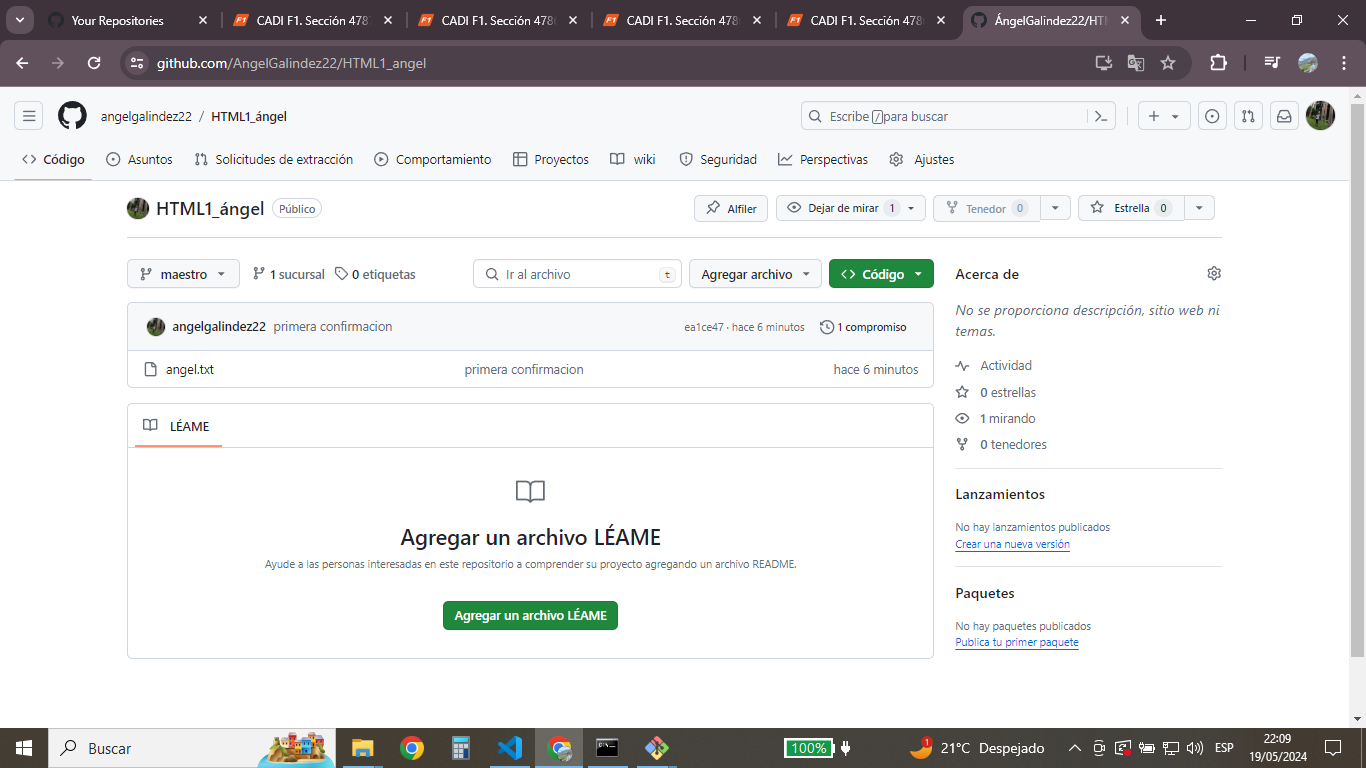 Your Repositories
CADI F1. Sección 478
CADI F1. Sección 478
CADI F1. Sección 478
CADI F1. Sección 478
ÁngelGalindez22/HTM
github.com/AngelGalindez22/HTML1_angel
angelgalindez22 / HTML1_ángel
Escribe / para buscar
Código
Asuntos
Solicitudes de extracción
Comportamiento
Proyectos
wiki
Seguridad
Perspectivas
Ajustes
HTML1_ángel
Público
Alfiler
Dejar de mirar 1
Tenedor 0
Estrella 0
maestro
1 sucursal
0 etiquetas
Ir al archivo
t
Agregar archivo
Código
angelgalindez22 primera confirmacion
ea1ce47 · hace 6 minutos
1 compromiso
angel.txt
primera confirmacion
hace 6 minutos
LÉAME
Agregar un archivo LÉAME
Ayude a las personas interesadas en este repositorio a comprender su proyecto agregando un archivo README.
Agregar un archivo LÉAME
Acerca de
No se proporciona descripción, sitio web ni
temas.
Actividad
0 estrellas
1 mirando
0 tenedores
Lanzamientos
No hay lanzamientos publicados
Crear una nueva versión
Paquetes
No hay paquetes publicados
Publica tu primer paquete
Buscar
100%
1
21°C Despejado
ESP
22:09
19/05/2024